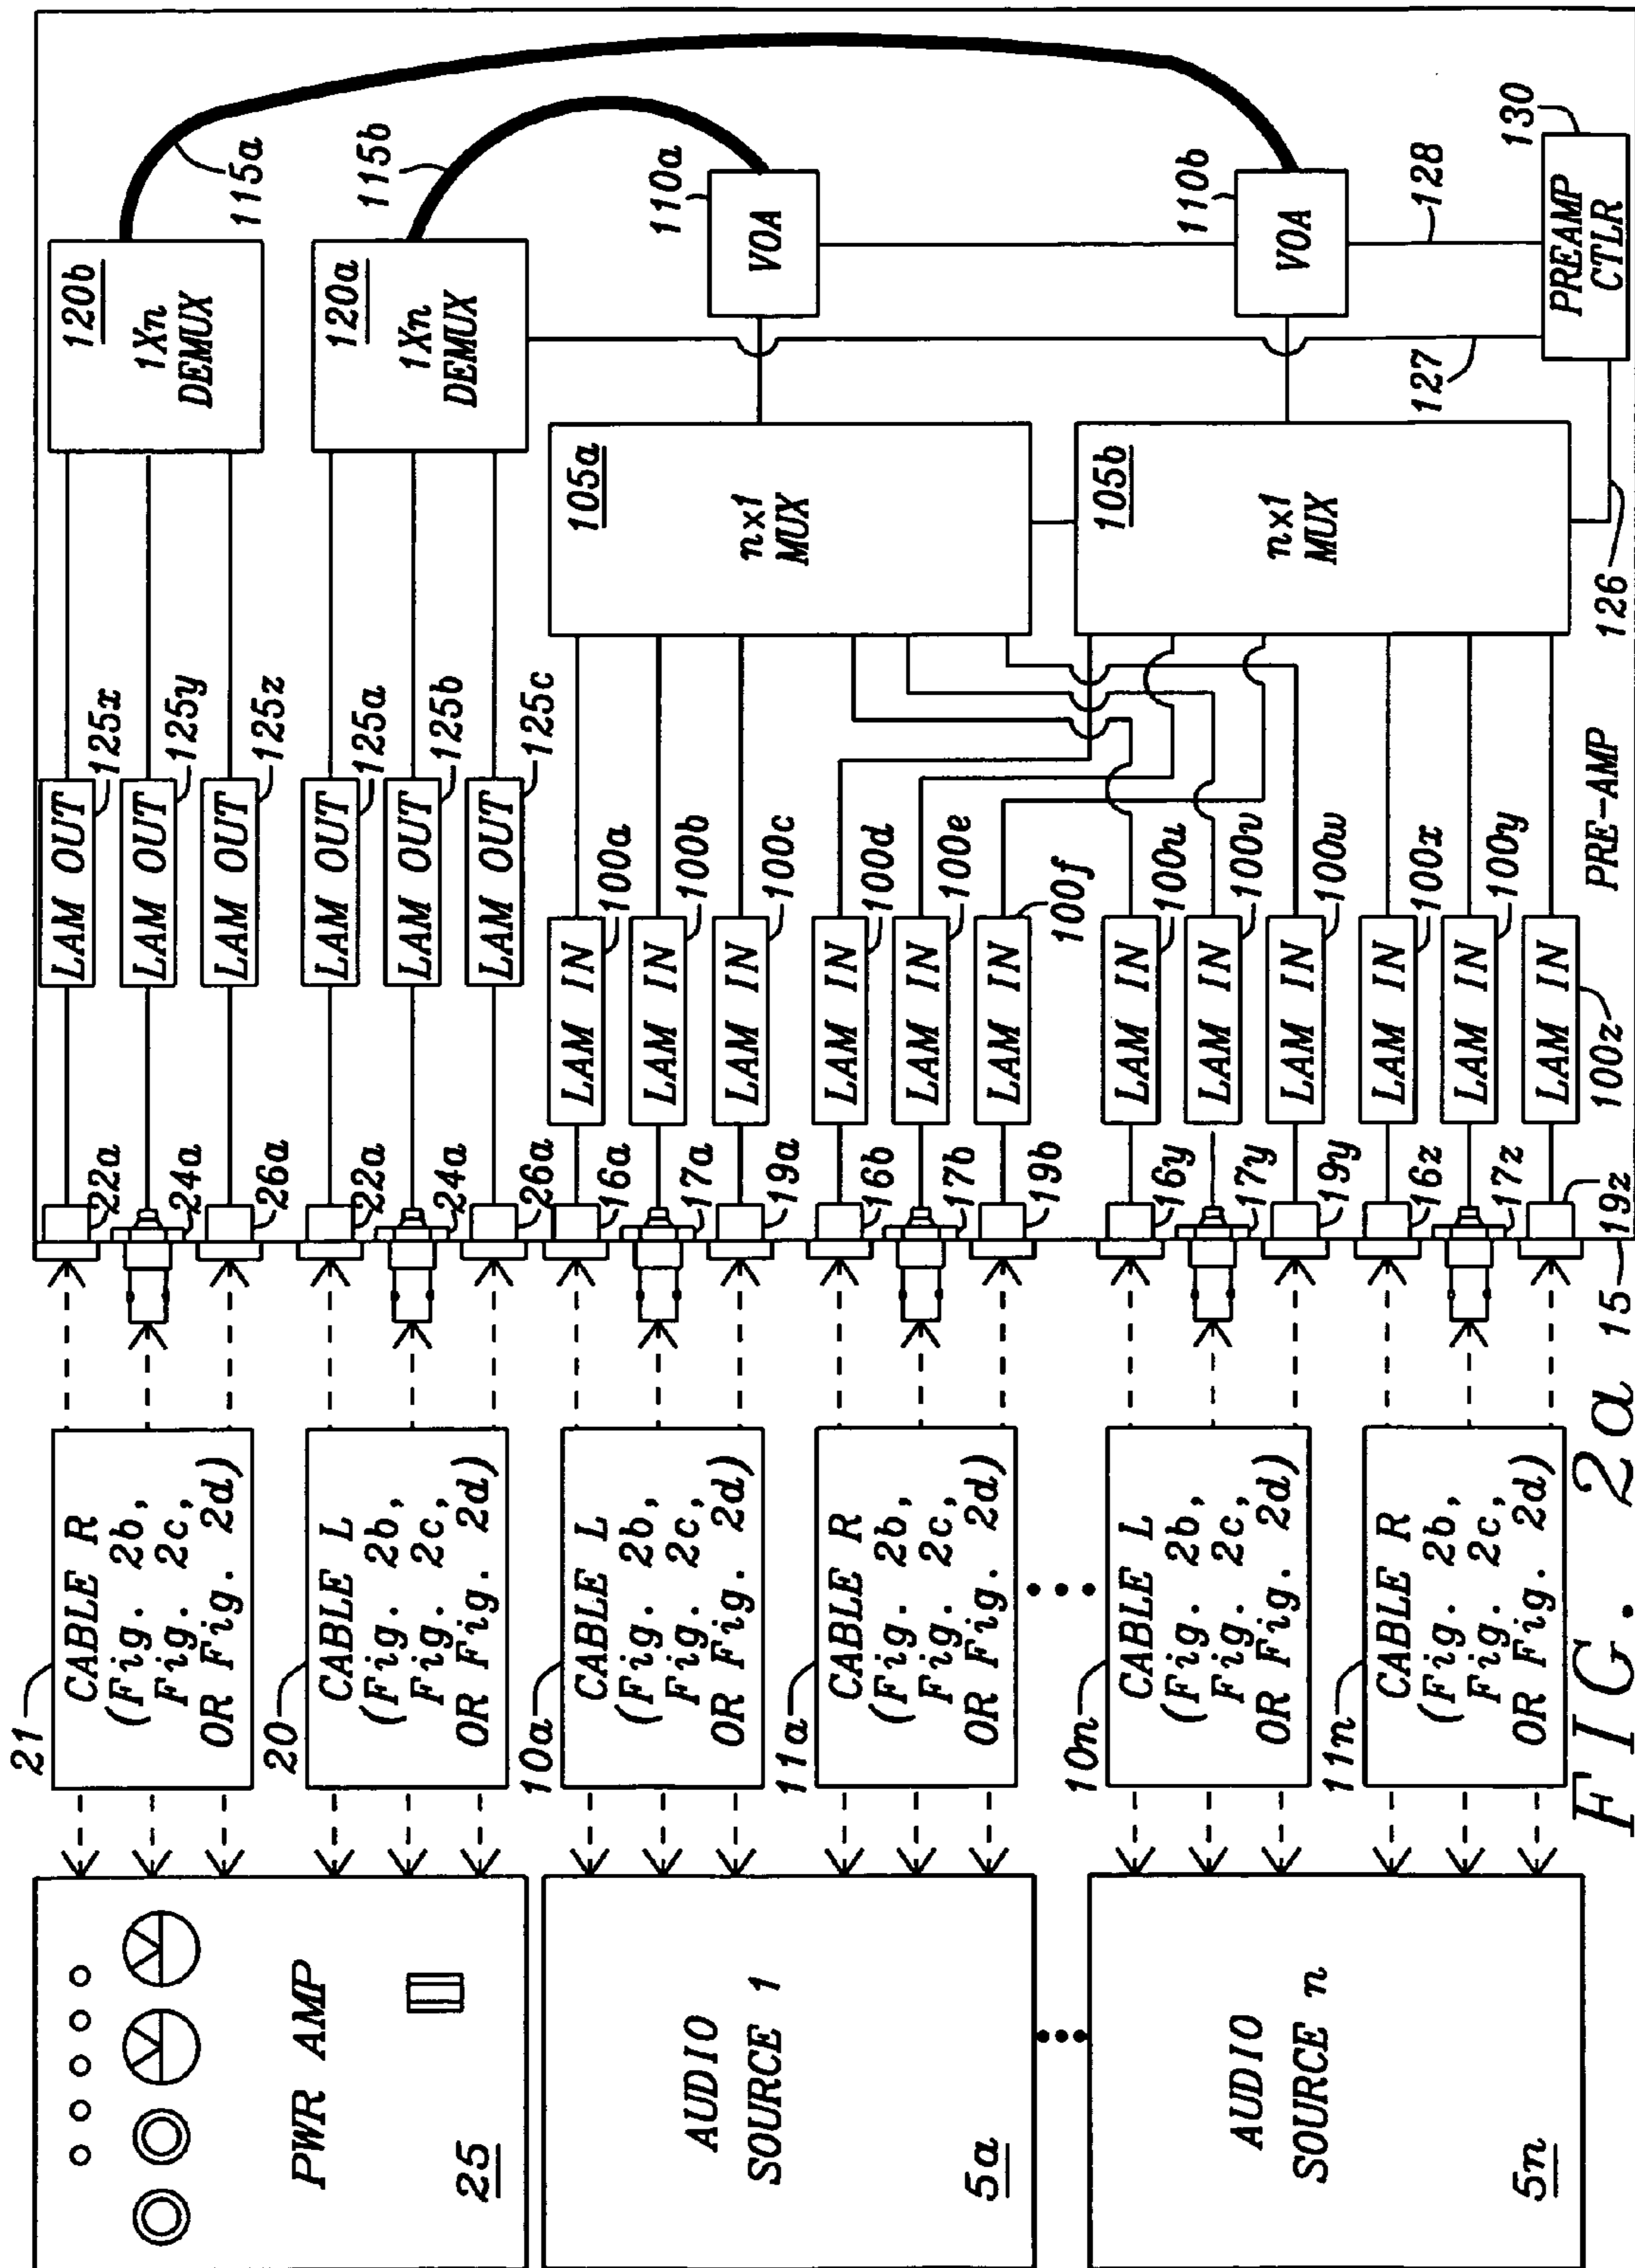 PWR AMP
25
AUDIO
SOURCE 1
5a
AUDIO
SOURCE n
5n
21
CABLE R
(Fig. 2b,
Fig. 2c,
OR Fig. 2d)
20
CABLE L
(Fig. 2b,
Fig. 2c,
OR Fig. 2d)
10a
CABLE L
(Fig. 2b,
Fig. 2c,
OR Fig. 2d)
11a
CABLE R
(Fig. 2b,
Fig. 2c,
OR Fig. 2d)
10n
CABLE L
(Fig. 2b,
Fig. 2c,
OR Fig. 2d)
11n
CABLE R
(Fig. 2b,
Fig. 2c,
OR Fig. 2d)
22a
24a
26a
22a
24a
26a
16a
17a
19a
16b
17b
19b
16y
17y
19y
16z
17z
19z
15
LAM OUT
125x
LAM OUT
125y
LAM OUT
125z
LAM OUT
125a
LAM OUT
125b
LAM OUT
125c
LAM IN
100a
LAM IN
100b
LAM IN
100c
LAM IN
100d
LAM IN
100e
LAM IN
100f
LAM IN
100u
LAM IN
100v
LAM IN
100w
LAM IN
100x
LAM IN
100y
LAM IN
100z
PRE-AMP
120b
1Xn
DEMUX
120a
1Xn
DEMUX
105a
nx1
MUX
105b
nx1
MUX
115a
115b
110a
VOA
110b
VOA
126
127
128
130
PREAMP
CTLR
FIG. 2a